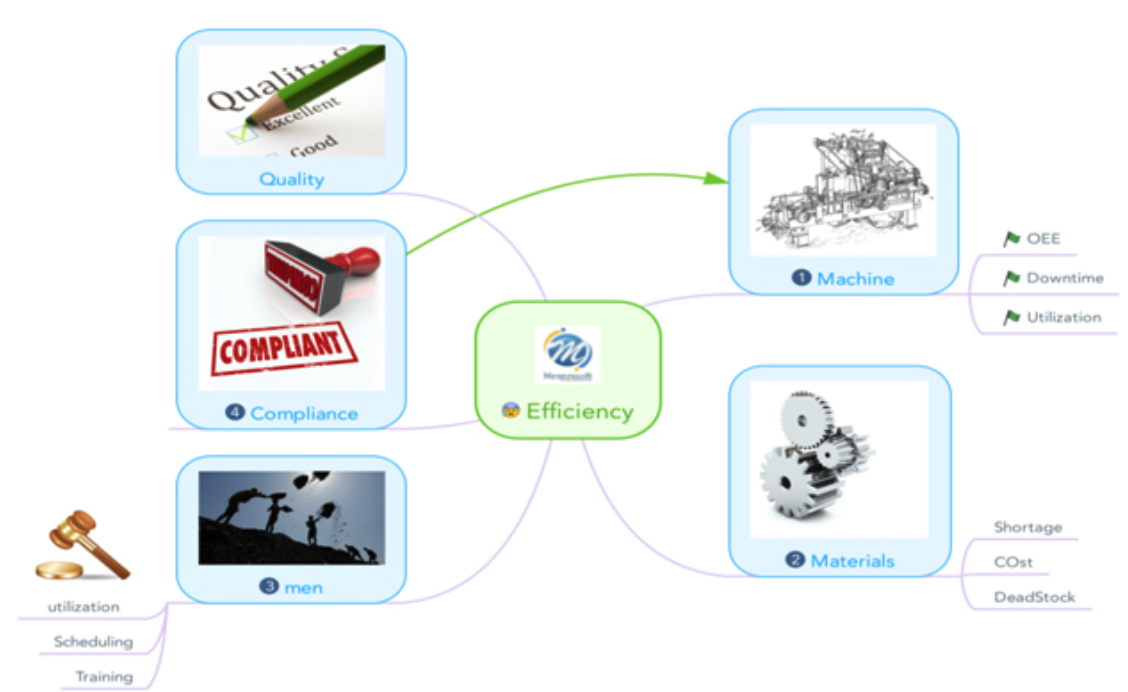 Quality
Excellent
Good
Quality
COMPLIANT
4 Compliance
3 men
utilization
Scheduling
Training
Efficiency
1 Machine
OEE
Downtime
Utilization
2 Materials
Shortage
COst
DeadStock